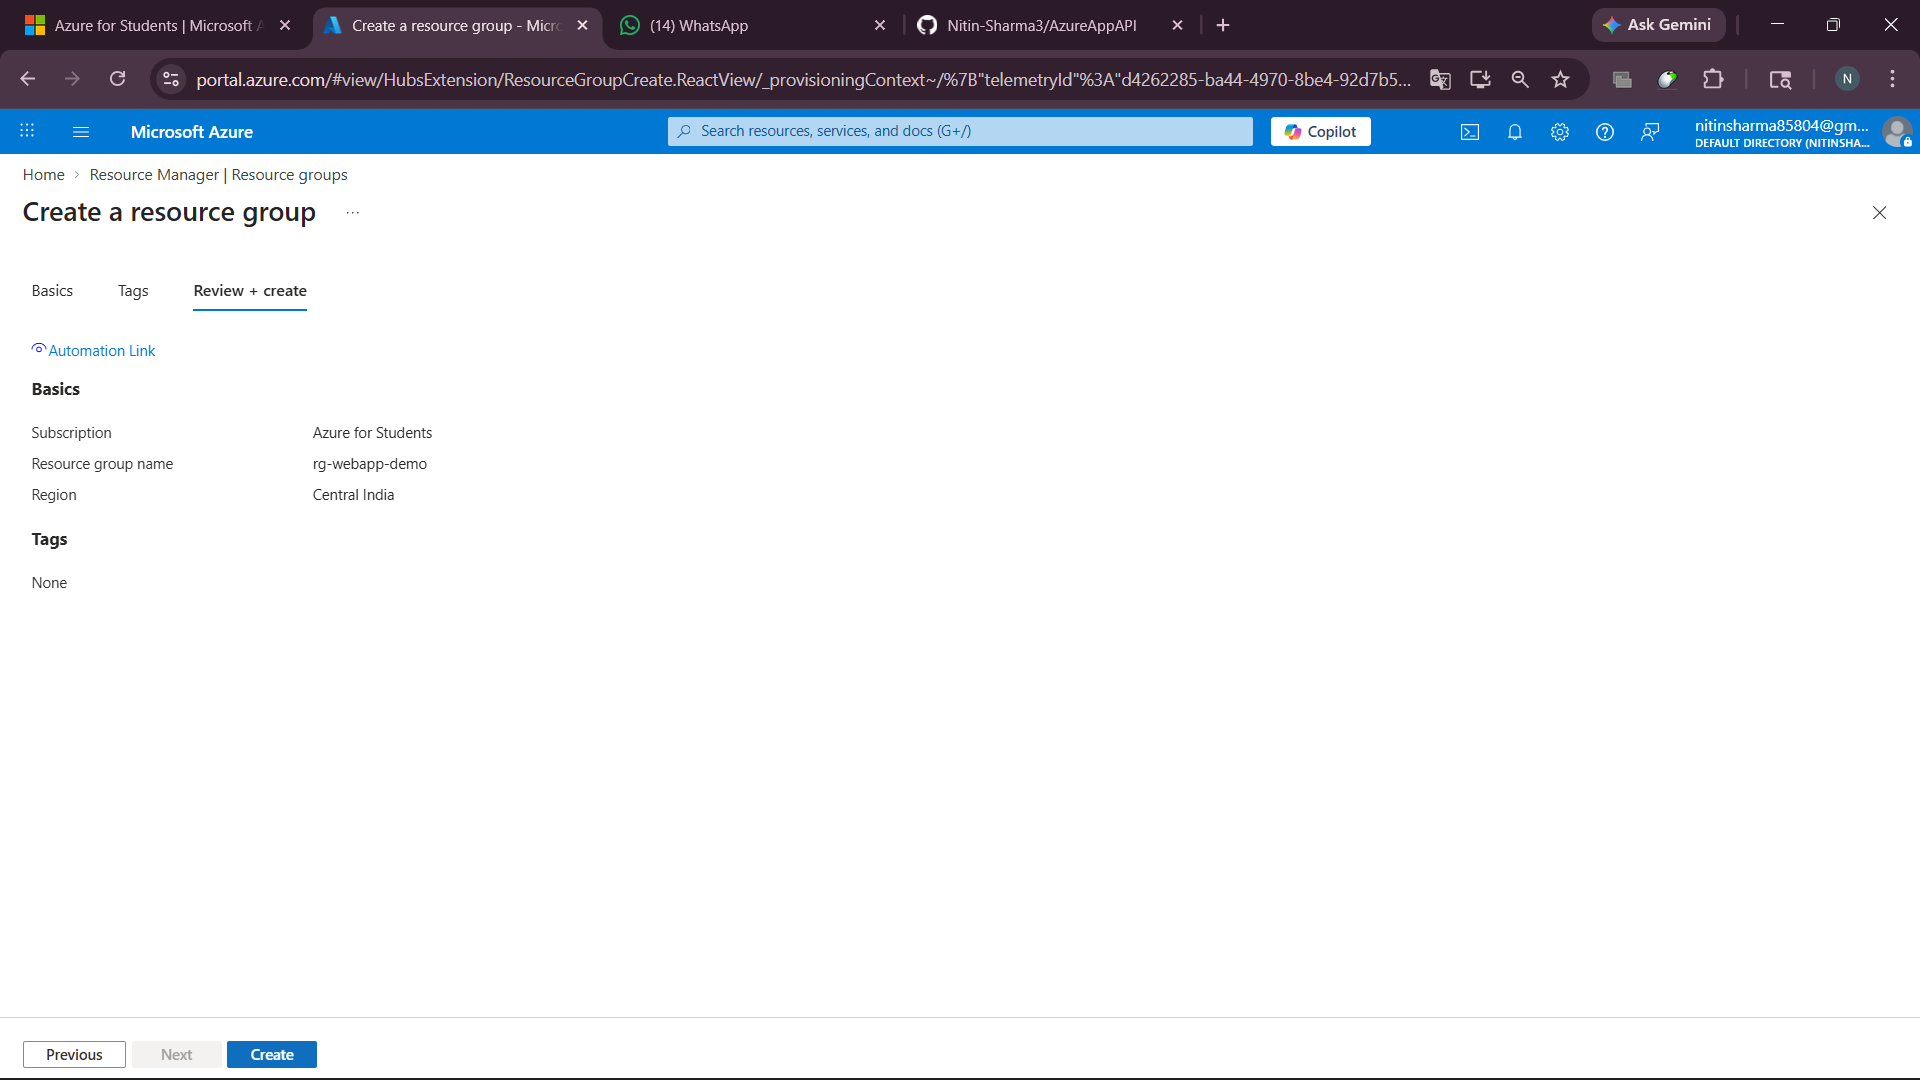 Azure for Students | Microsoft A
Create a resource group - Micro
(14) WhatsApp
Nitin-Sharma3/AzureAppAPI
Ask Gemini
portal.azure.com/#view/HubsExtension/ResourceGroupCreate.ReactView/_provisioningContext~/%7B"telemetryId"%3A"d4262285-ba44-4970-8be4-92d7b5...
N
Microsoft Azure
Search resources, services, and docs (G+/)
Copilot
nitinsharma85804@gm...
DEFAULT DIRECTORY (NITINSHA...
Home > Resource Manager | Resource groups
Create a resource group ...
Basics
Tags
Review + create
Automation Link
Basics
Subscription Azure for Students
Resource group name rg-webapp-demo
Region Central India
Tags
None
Previous
Next
Create